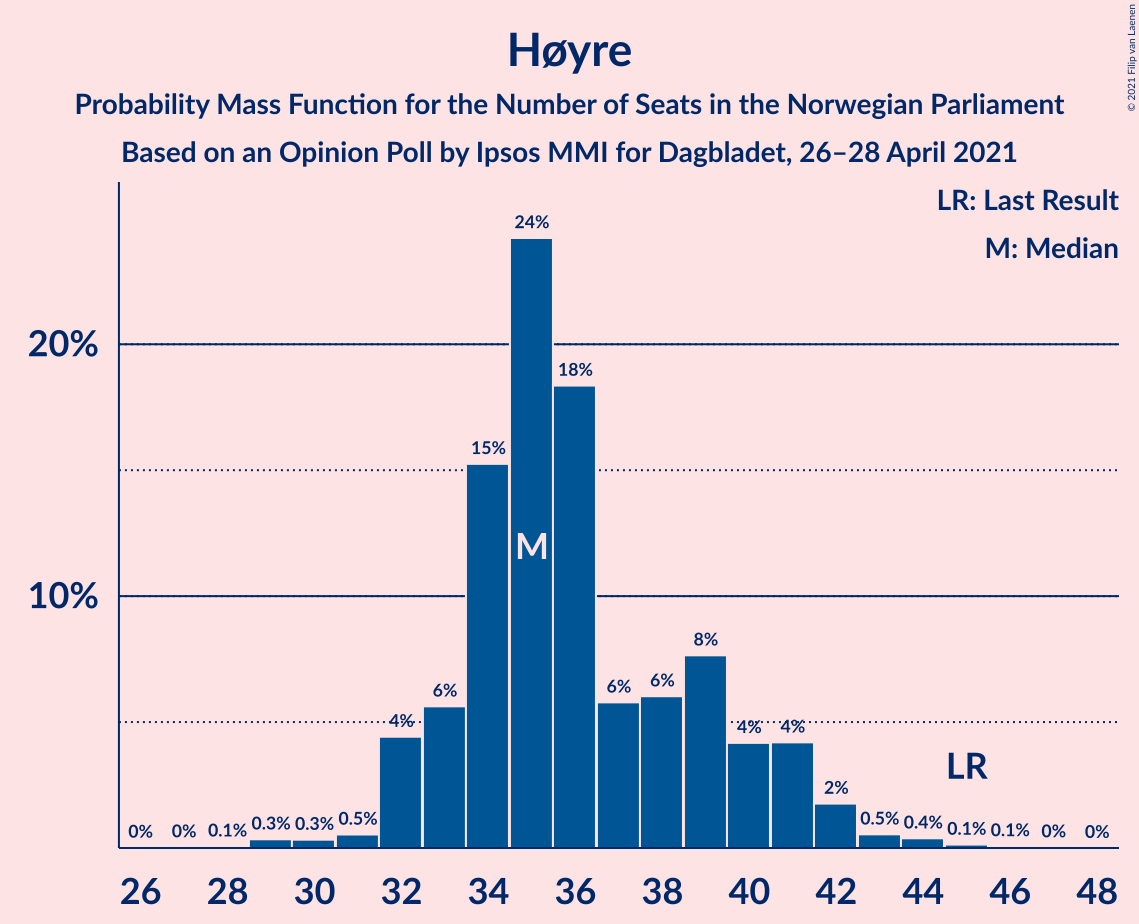 © 2021 Filip van Laenen
Høyre
Probability Mass Function for the Number of Seats in the Norwegian Parliament
Based on an Opinion Poll by Ipsos MMI for Dagbladet, 26–28 April 2021
LR: Last Result
M: Median
20%
10%
0% 0% 0.1% 0.3% 0.3% 0.5% 4% 6% 15% 24% 18% 6% 6% 8% 4% 4% 2% 0.5% 0.4% 0.1% 0.1% 0% 0%
M
LR
26 28 30 32 34 36 38 40 42 44 46 48